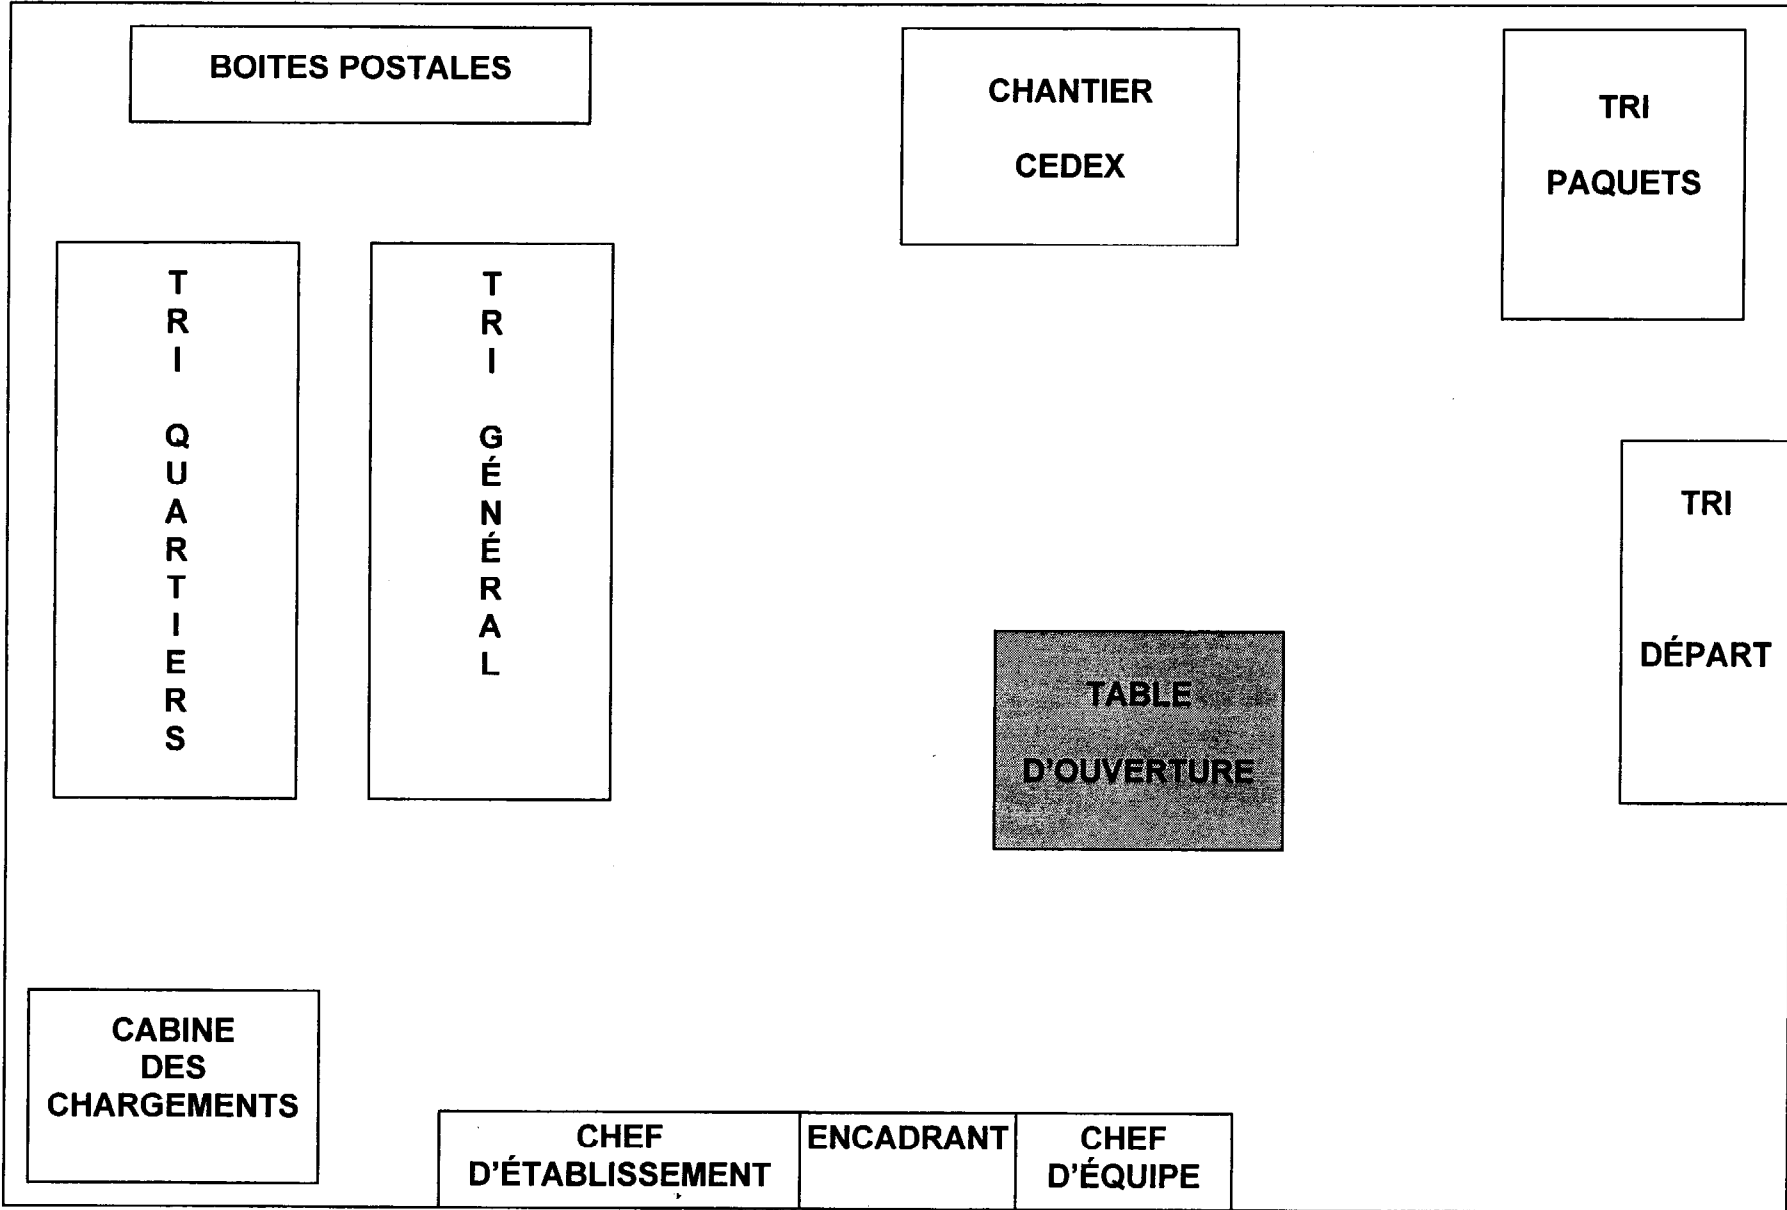 BOITES POSTALES
CHANTIER
CEDEX
TRI
PAQUETS
TRI QUARTIERS
TRI GÉNÉRAL
TRI
DÉPART
TABLE
D'OUVERTURE
CABINE
DES
CHARGEMENTS
CHEF
D'ÉTABLISSEMENT
ENCADRANT
CHEF
D'ÉQUIPE